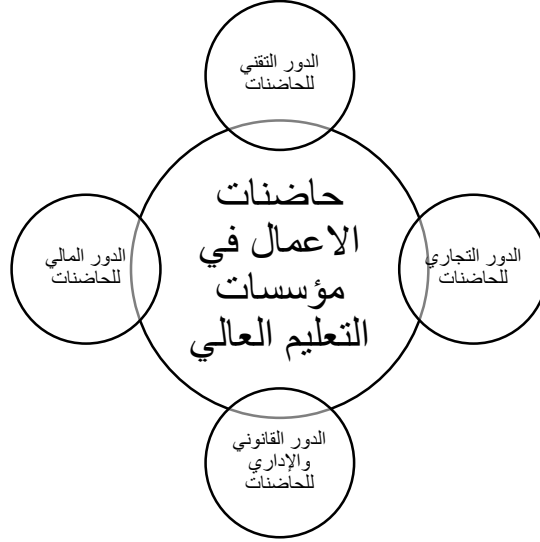 الدور التقني
للحاضنات
حاضنات
الاعمال في
مؤسسات
التعليم العالي
الدور التجاري
للحاضنات
الدور المالي
للحاضنات
الدور القانوني
والإداري
للحاضنات